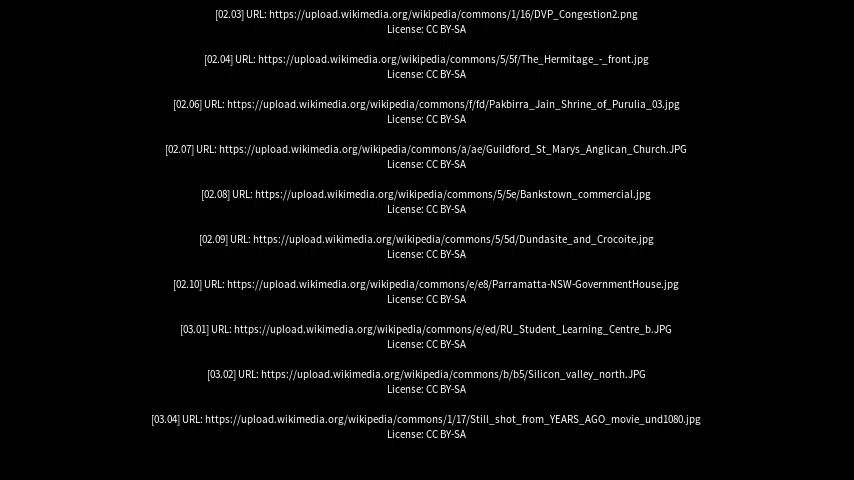 [02.03] URL: https://upload.wikimedia.org/wikipedia/commons/1/16/DVP_Congestion2.png
License: CC BY-SA
[02.04] URL: https://upload.wikimedia.org/wikipedia/commons/5/5f/The_Hermitage_-_front.jpg
License: CC BY-SA
[02.06] URL: https://upload.wikimedia.org/wikipedia/commons/f/fd/Pakbirra_Jain_Shrine_of_Purulia_03.jpg
License: CC BY-SA
[02.07] URL: https://upload.wikimedia.org/wikipedia/commons/a/ae/Guildford_St_Marys_Anglican_Church.JPG
License: CC BY-SA
[02.08] URL: https://upload.wikimedia.org/wikipedia/commons/5/5e/Bankstown_commercial.jpg
License: CC BY-SA
[02.09] URL: https://upload.wikimedia.org/wikipedia/commons/5/5d/Dundasite_and_Crocoite.jpg
License: CC BY-SA
[02.10] URL: https://upload.wikimedia.org/wikipedia/commons/e/e8/Parramatta-NSW-GovernmentHouse.jpg
License: CC BY-SA
[03.01] URL: https://upload.wikimedia.org/wikipedia/commons/e/ed/RU_Student_Learning_Centre_b.JPG
License: CC BY-SA
[03.02] URL: https://upload.wikimedia.org/wikipedia/commons/b/b5/Silicon_valley_north.JPG
License: CC BY-SA
[03.04] URL: https://upload.wikimedia.org/wikipedia/commons/1/17/Still_shot_from_YEARS_AGO_movie_und1080.jpg
License: CC BY-SA